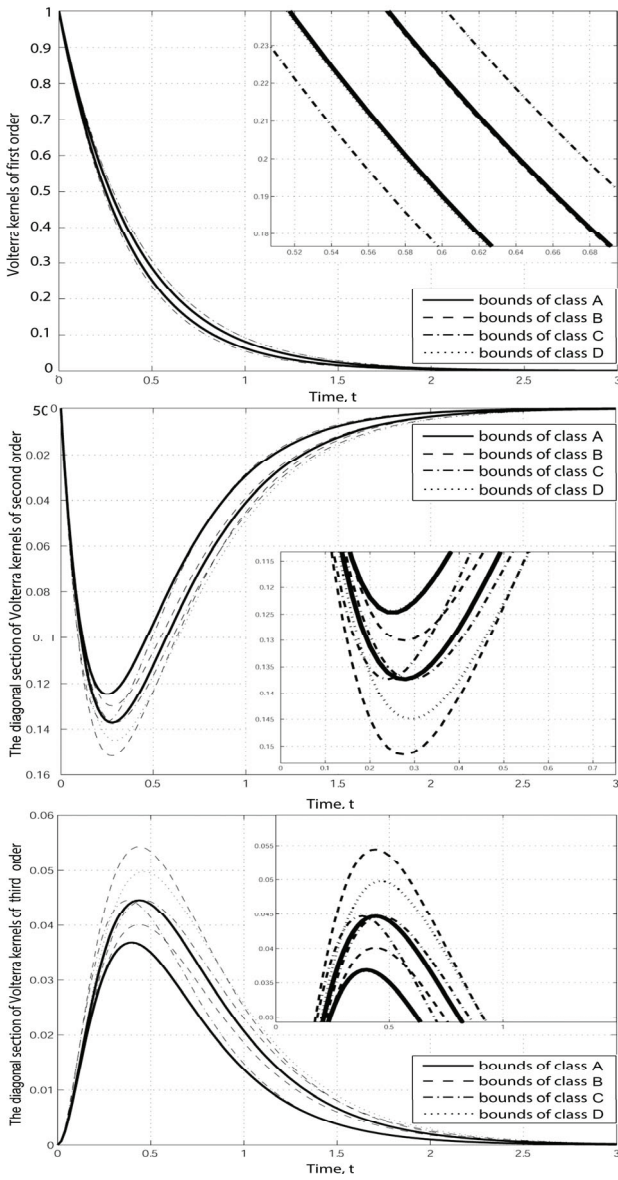 Volterra kernels of first order
1
0.9
0.8
0.7
0.6
0.5
0.4
0.3
0.2
0.1
0
0 0.5 1 1.5 2 2.5 3
Time, t
0.23
0.22
0.21
0.2
0.19
0.18
0.52 0.54 0.56 0.58 0.6 0.62 0.64 0.66 0.68
bounds of class A
bounds of class B
bounds of class C
bounds of class D
The diagonal section of Volterra kernels of second order
0
0.02
0.04
0.06
0.08
0.12
0.14
0.16
0 0.5 1 1.5 2 2.5 3
Time, t
bounds of class A
bounds of class B
bounds of class C
bounds of class D
0.115
0.12
0.125
0.13
0.135
0.14
0.145
0.15
0 0.1 0.2 0.3 0.4 0.5 0.6 0.7
The diagonal section of Volterra kernels of third order
0.06
0.05
0.04
0.03
0.02
0.01
0
0 0.5 1 1.5 2 2.5 3
Time, t
0.055
0.05
0.045
0.04
0.035
0.03
0 0.5 1
bounds of class A
bounds of class B
bounds of class C
bounds of class D